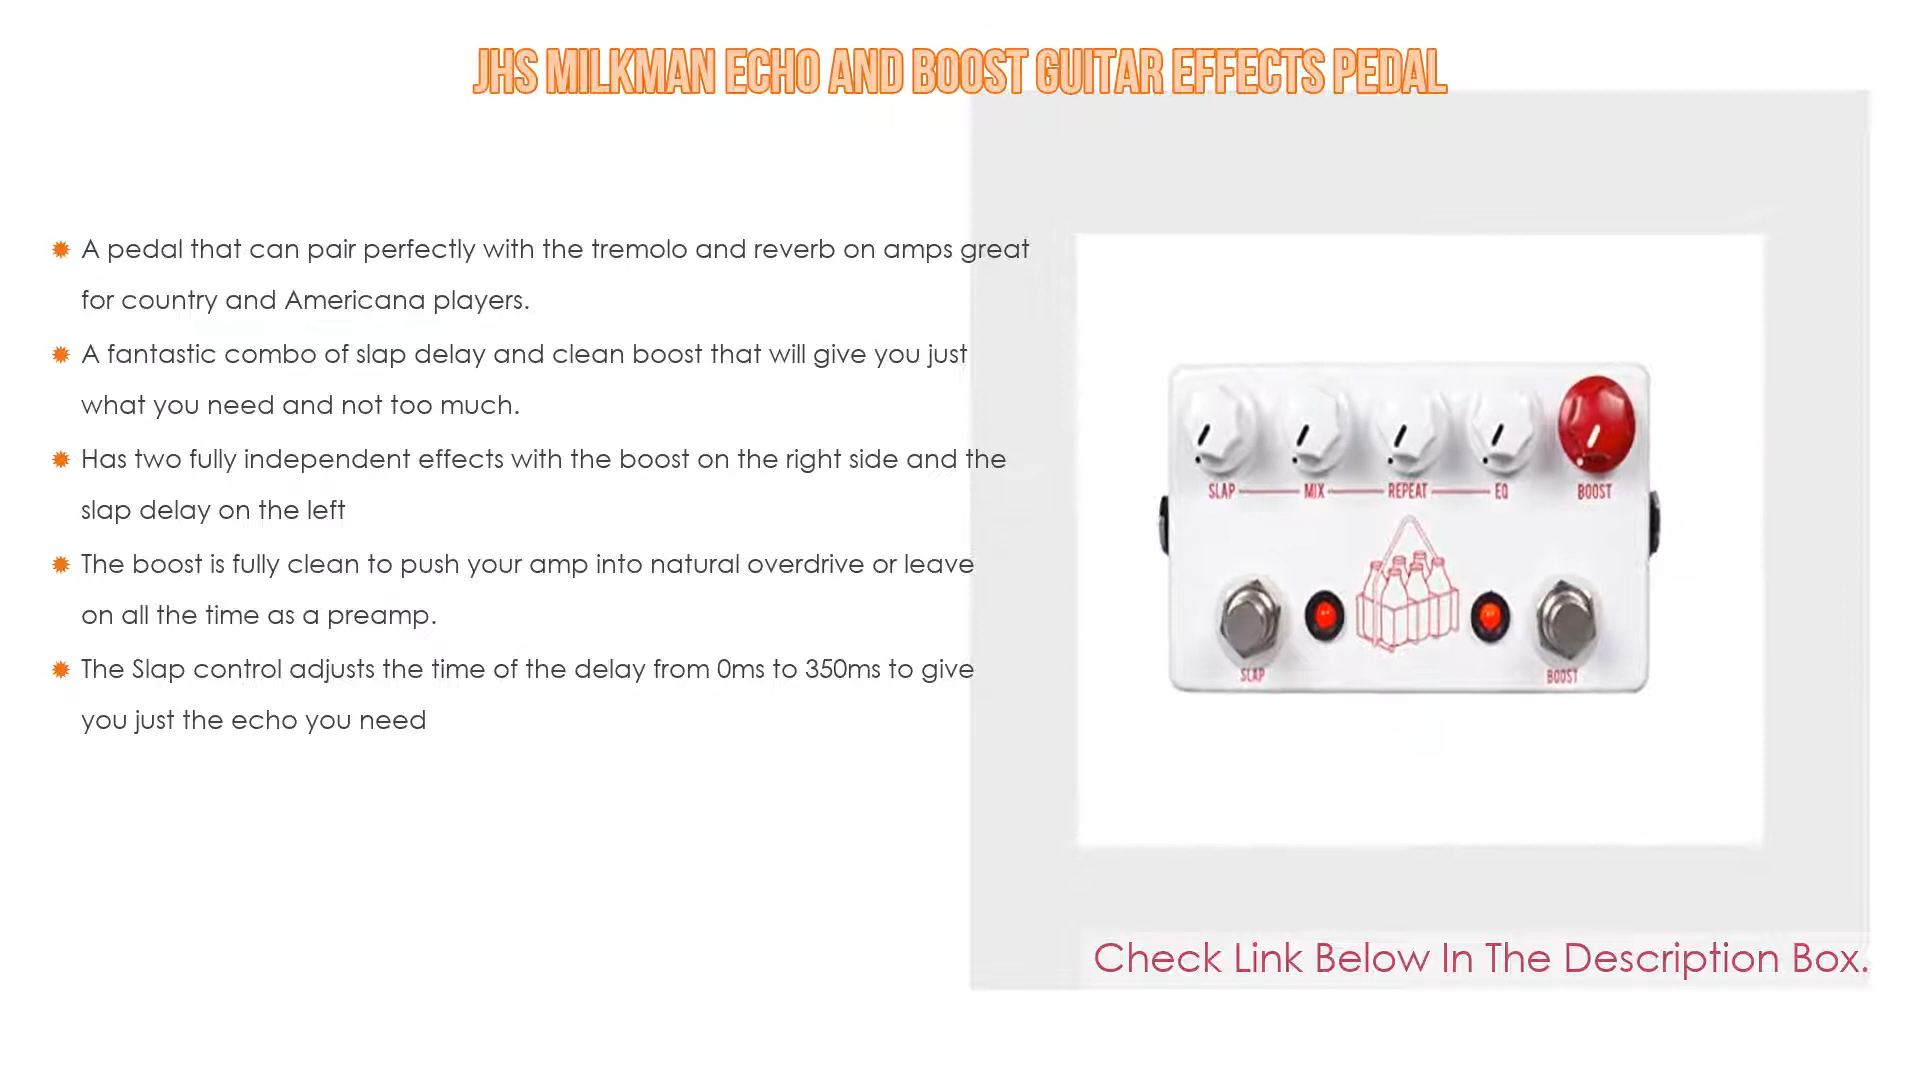 JHS MILKMAN ECHO AND BOOST GUITAR EFFECTS PEDAL
A pedal that can pair perfectly with the tremolo and reverb on amps great
for country and Americana players.
A fantastic combo of slap delay and clean boost that will give you just
what you need and not too much.
Has two fully independent effects with the boost on the right side and the
slap delay on the left
The boost is fully clean to push your amp into natural overdrive or leave
on all the time as a preamp.
The Slap control adjusts the time of the delay from 0ms to 350ms to give
you just the echo you need
SLAP MIX REPEAT EQ BOOST
SLAP BOOST
Check Link Below In The Description Box.